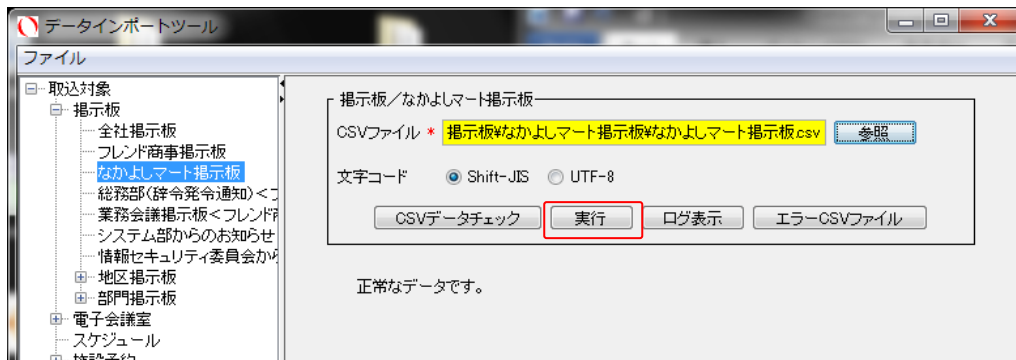 データインポートツール
ファイル
取込対象
掲示板
全社掲示板
フレンド商事掲示板
なかよしマート掲示板
総務部(辞令発令通知)<フ
業務会議掲示板<フレンド商
システム部からのお知らせ
情報セキュリティ委員会から
地区掲示板
部門掲示板
電子会議室
スケジュール
施設予約
掲示板/なかよしマート掲示板
CSVファイル * 掲示板¥なかよしマート掲示板¥なかよしマート掲示板.csv 参照
文字コード Shift-JIS UTF-8
CSVデータチェック 実行 ログ表示 エラーCSVファイル
正常なデータです。